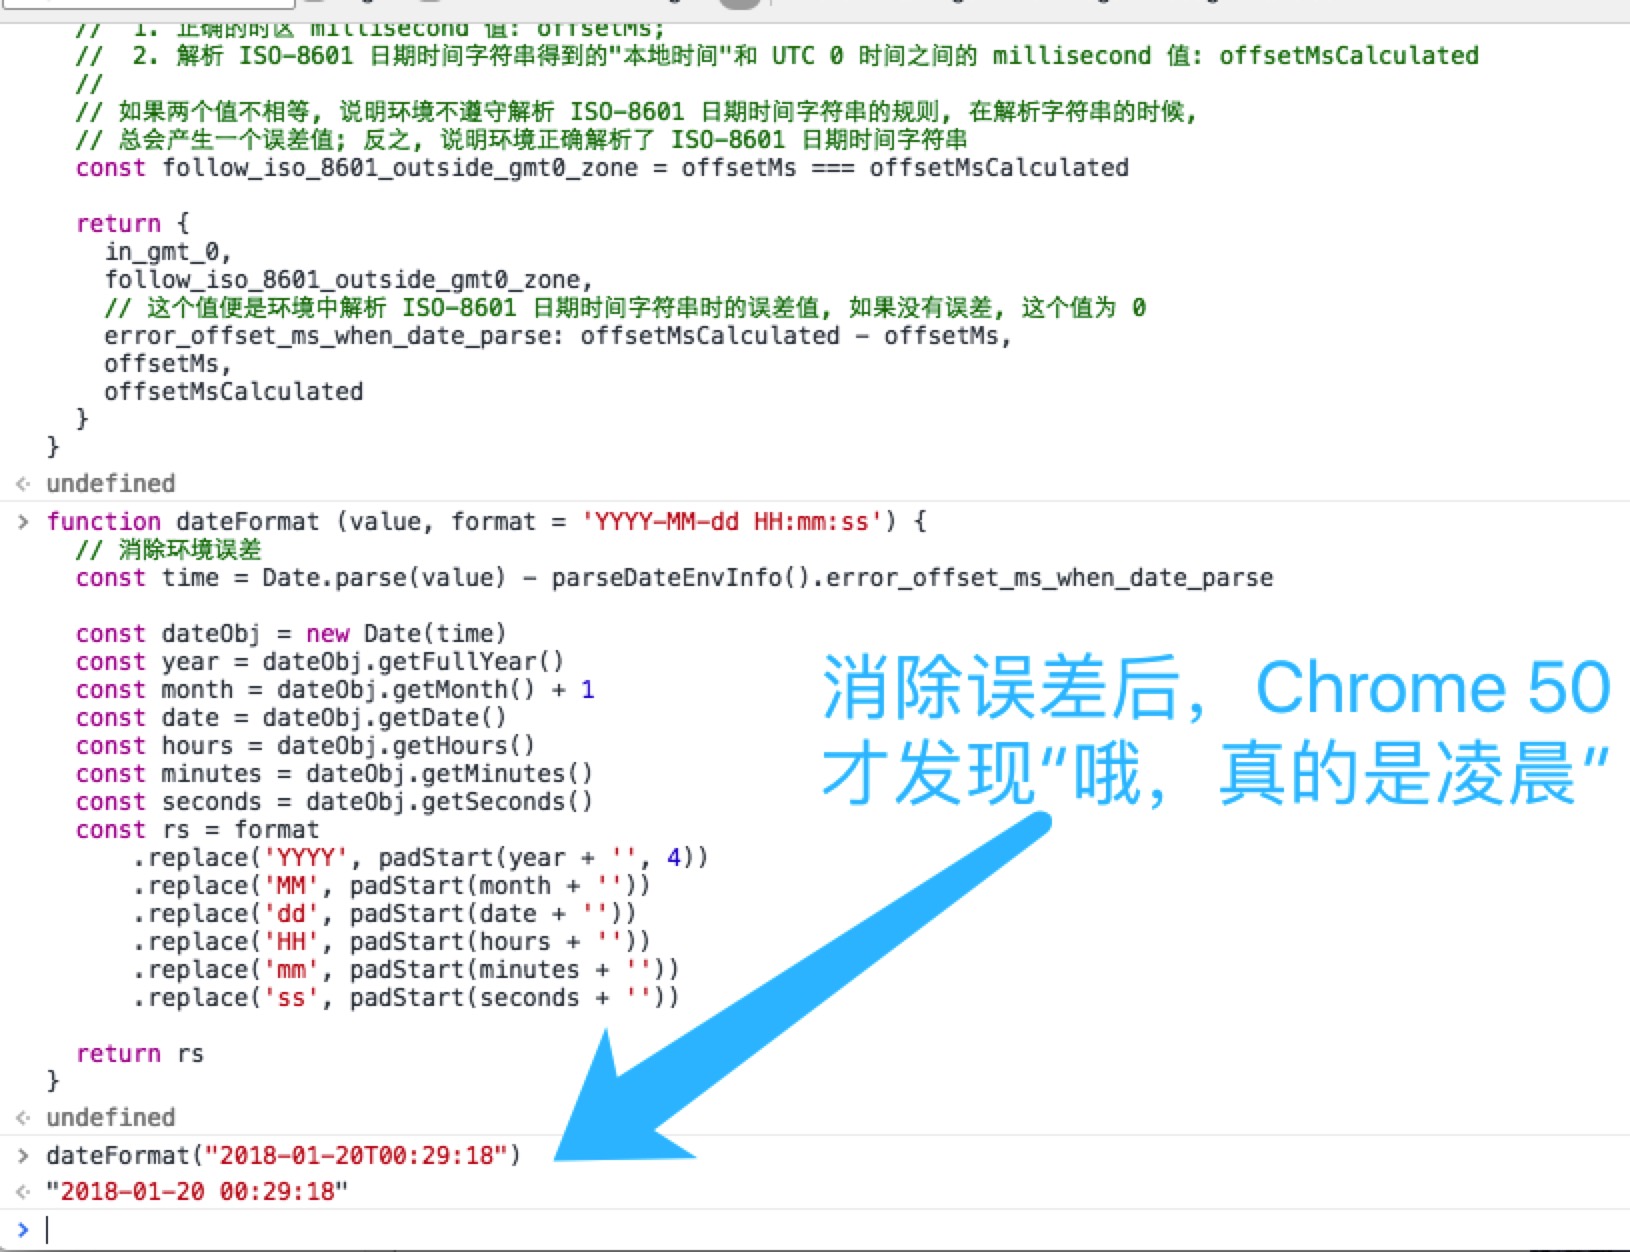 //  1. 正确的时区 millisecond 值: offsetMs;
//  2. 解析 ISO-8601 日期时间字符串得到的"本地时间"和 UTC 0 时间之间的 millisecond 值: offsetMsCalculated
//
// 如果两个值不相等, 说明环境不遵守解析 ISO-8601 日期时间字符串的规则, 在解析字符串的时候,
// 总会产生一个误差值; 反之, 说明环境正确解析了 ISO-8601 日期时间字符串
const follow_iso_8601_outside_gmt0_zone = offsetMs === offsetMsCalculated
return {
in_gmt_0,
follow_iso_8601_outside_gmt0_zone,
// 这个值便是环境中解析 ISO-8601 日期时间字符串时的误差值, 如果没有误差, 这个值为 0
error_offset_ms_when_date_parse: offsetMsCalculated - offsetMs,
offsetMs,
offsetMsCalculated
}
}
undefined
> function dateFormat (value, format = 'YYYY-MM-dd HH:mm:ss') {
// 消除环境误差
const time = Date.parse(value) - parseDateEnvInfo().error_offset_ms_when_date_parse
const dateObj = new Date(time)
const year = dateObj.getFullYear()
const month = dateObj.getMonth() + 1
const date = dateObj.getDate()
const hours = dateObj.getHours()
const minutes = dateObj.getMinutes()
const seconds = dateObj.getSeconds()
const rs = format
.replace('YYYY', padStart(year + '', 4))
.replace('MM', padStart(month + ''))
.replace('dd', padStart(date + ''))
.replace('HH', padStart(hours + ''))
.replace('mm', padStart(minutes + ''))
.replace('ss', padStart(seconds + ''))
return rs
}
消除误差后，Chrome 50
才发现“哦，真的是凌晨”
undefined
> dateFormat("2018-01-20T00:29:18")
"2018-01-20 00:29:18"
>